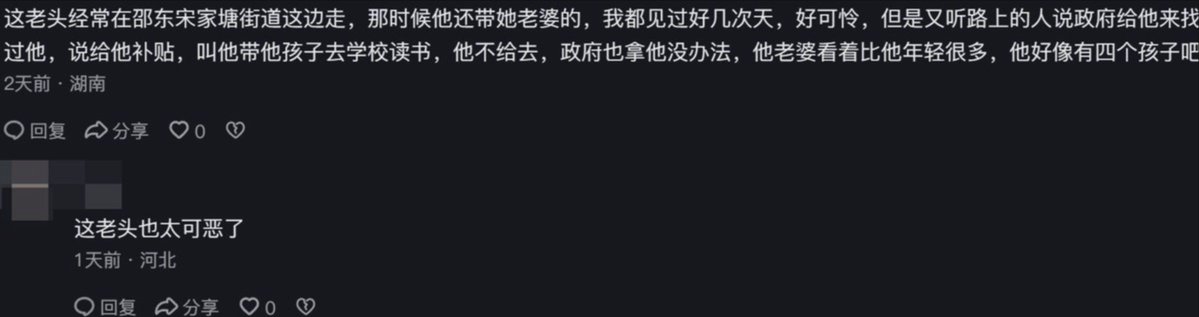 这老头经常在邵东宋家塘街道这边走，那时候他还带她老婆的，我都见过好几次天，好可怜，但是又听路上的人说政府给他来找
过他，说给他补贴，叫他带他孩子去学校读书，他不给去，政府也拿他没办法，他老婆看着比他年轻很多，他好像有四个孩子吧
2天前 · 湖南
回复 分享 0
这老头也太可恶了
1天前 · 河北
回复 分享 0